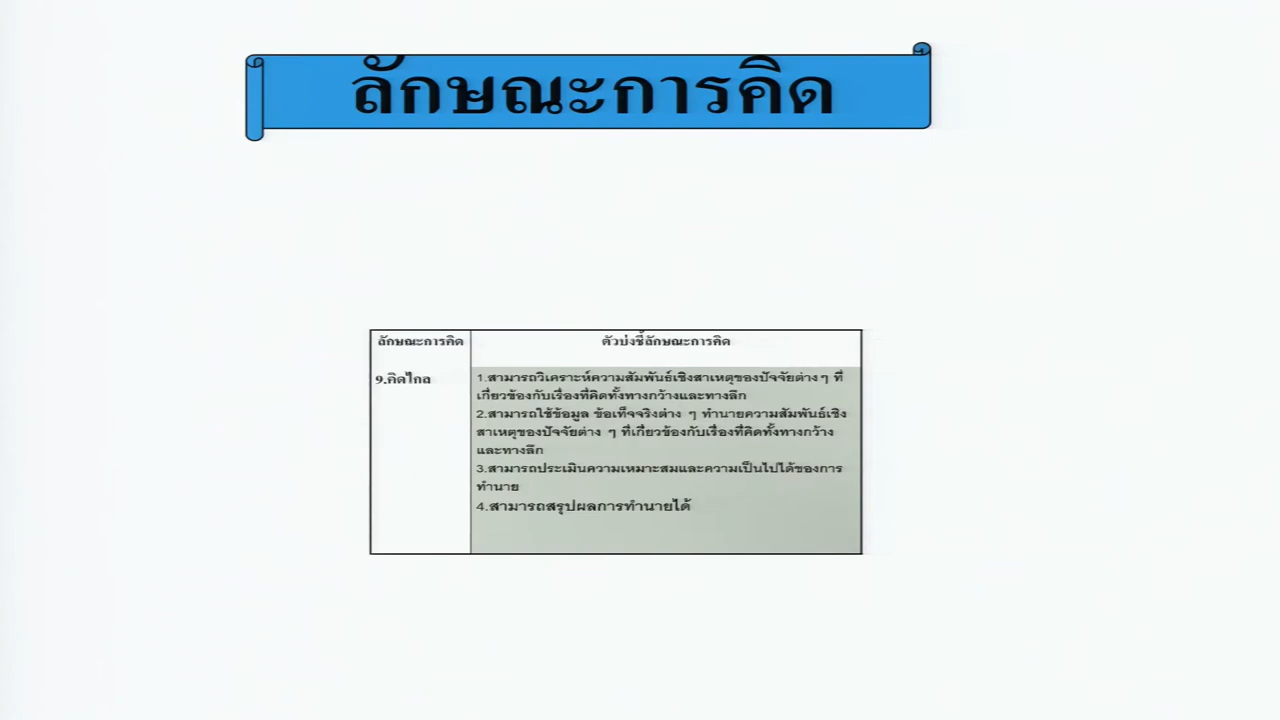 ลักษณะการคิด
ลักษณะการคิด
ตัวบ่งชี้ลักษณะการคิด
9.คิดไกล
1.สามารถวิเคราะห์ความสัมพันธ์เชิงสาเหตุของปัจจัยต่าง ๆ ที่
เกี่ยวข้องกับเรื่องที่คิดทั้งทางกว้างและทางลึก
2.สามารถใช้ข้อมูล ข้อเท็จจริงต่าง ๆ ทำนายความสัมพันธ์เชิง
สาเหตุของปัจจัยต่าง ๆ ที่เกี่ยวข้องกับเรื่องที่คิดทั้งทางกว้าง
และทางลึก
3.สามารถประเมินความเหมาะสมและความเป็นไปได้ของการ
ทำนาย
4.สามารถสรุปผลการทำนายได้